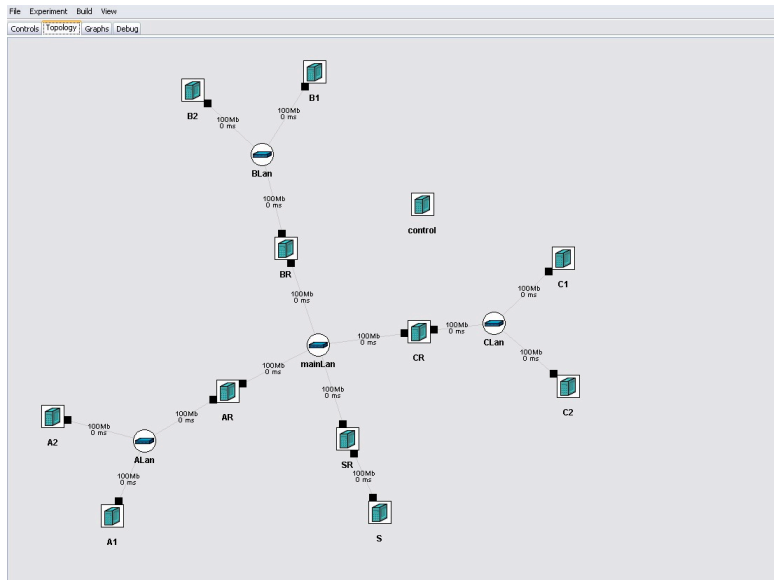 File Experiment Build View
Controls Topology Graphs Debug
B1
B2
100Mb
0 ms
100Mb
0 ms
BLan
100Mb
0 ms
control
BR
C1
100Mb
0 ms
100Mb
0 ms
100Mb
0 ms
100Mb
0 ms
CLan
CR
mainLan
100Mb
0 ms
100Mb
0 ms
100Mb
0 ms
C2
AR
100Mb
0 ms
100Mb
0 ms
A2
ALan
SR
100Mb
0 ms
100Mb
0 ms
A1
S